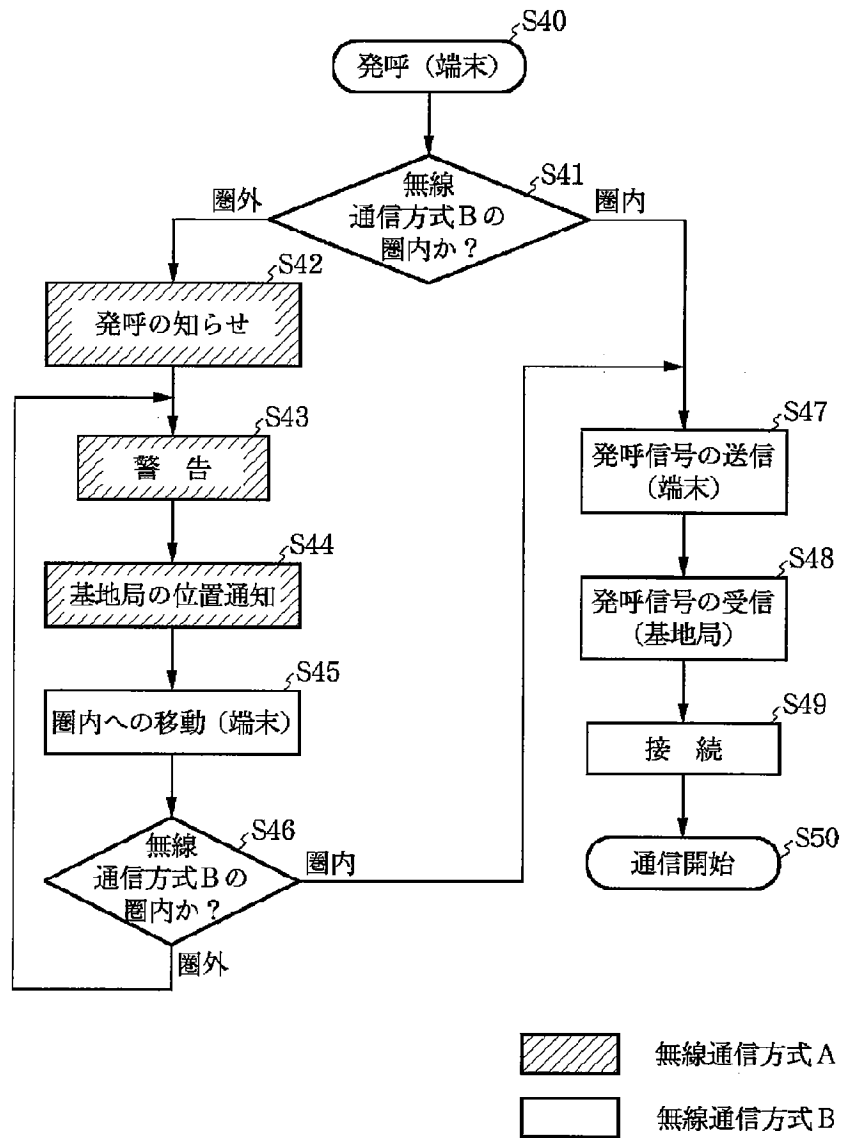 S40
発呼（端末）
S41
無線
通信方式Bの
圏内か？
圏外
圏内
S42
発呼の知らせ
S43
警 告
S44
基地局の位置通知
S45
圏内への移動（端末）
S46
無線
通信方式Bの
圏内か？
圏内
圏外
S47
発呼信号の送信
(端末)
S48
発呼信号の受信
(基地局)
S49
接 続
S50
通信開始
無線通信方式A
無線通信方式B